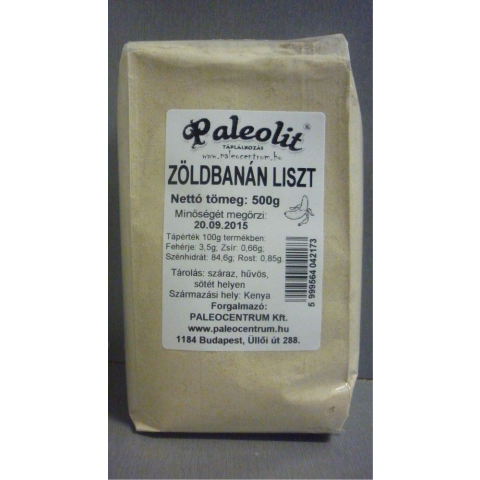 Paleolit®
TÁPLÁLKOZÁS
www.paleocentrum.hu
ZÖLDBANÁN LISZT
Nettó tömeg: 500g
Minőségét megőrzi:
20.09.2015
Tápérték 100g termékben:
Fehérje: 3,5g, Zsír: 0,66g,
Szénhidrát: 84,6g; Rost: 0,85g.
Tárolás: száraz, hűvös,
sötét helyen
Származási hely: Kenya
Forgalmazó:
PALEOCENTRUM Kft.
www.paleocentrum.hu
1184 Budapest, Üllői út 288.
5 999564 042173